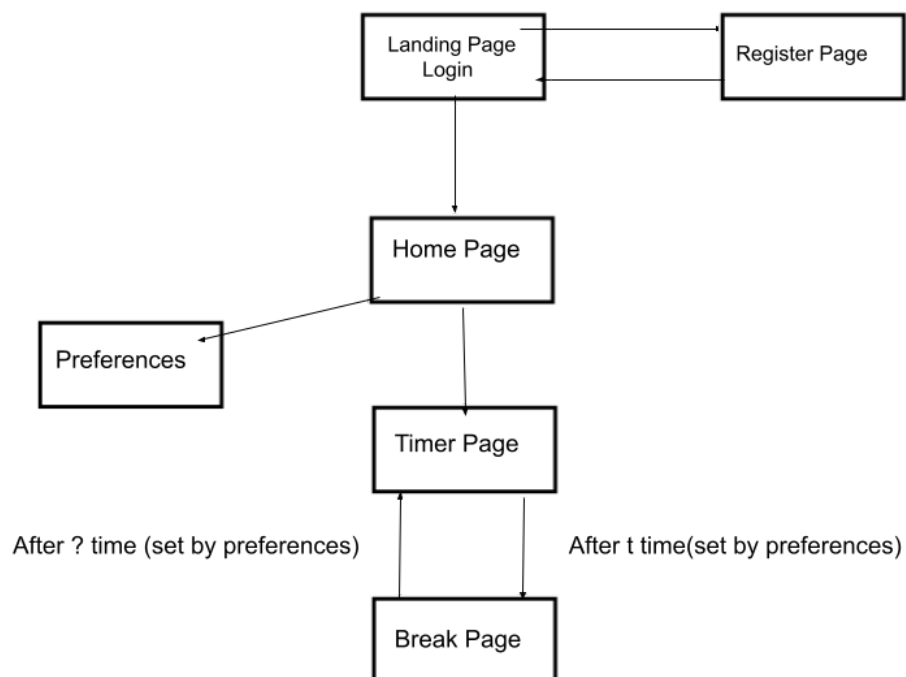 Landing Page
Login
Register Page
Home Page
Preferences
Timer Page
After ? time (set by preferences)
After t time(set by preferences)
Break Page